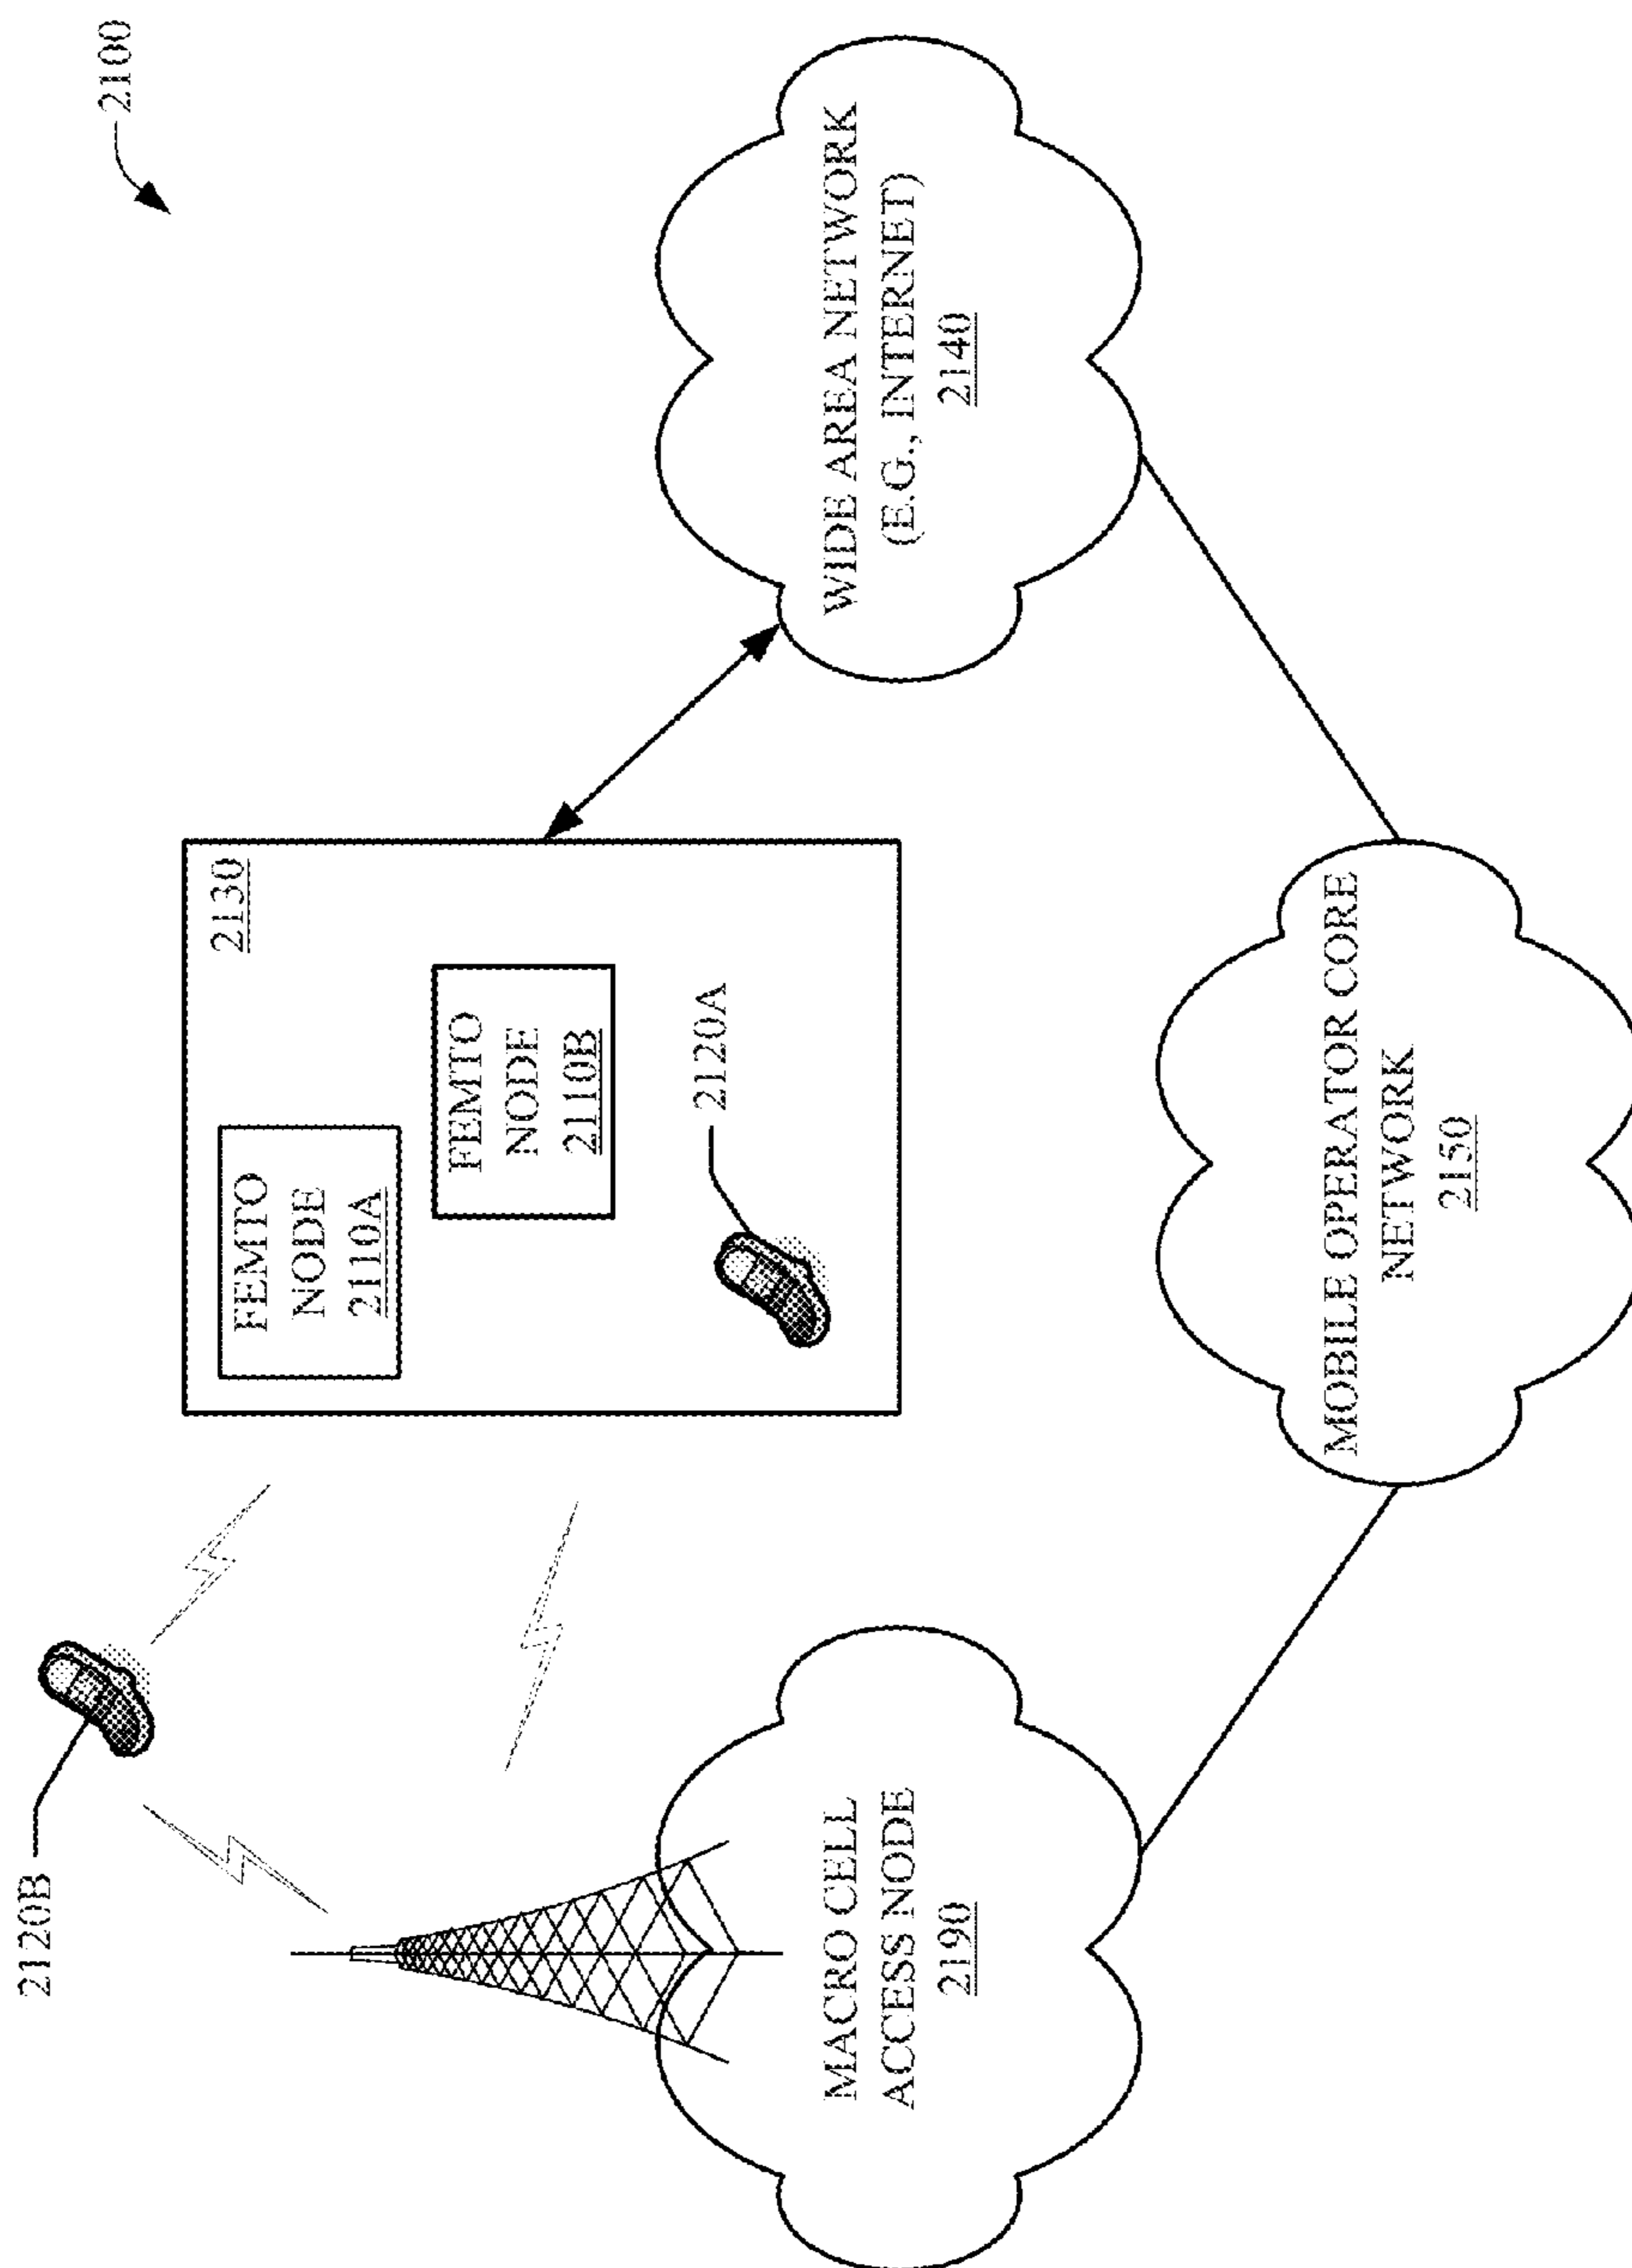 2100
2120B
2130
FEMTO
NODE
2110A
FEMTO
NODE
2110B
2120A
MACRO CELL
ACCESS NODE
2190
WIDE AREA NETWORK
(E.G., INTERNET)
2140
MOBILE OPERATOR CORE
NETWORK
2150